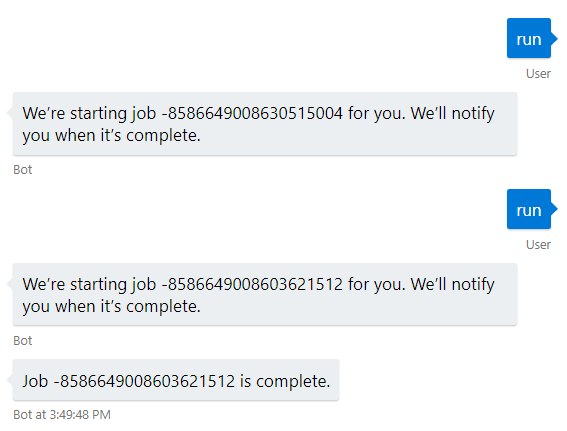 run
User
We’re starting job -8586649008630515004 for you. We’ll notify
you when it’s complete.
Bot
run
User
We’re starting job -8586649008603621512 for you. We’ll notify
you when it’s complete.
Bot
Job -8586649008603621512 is complete.
Bot at 3:49:48 PM